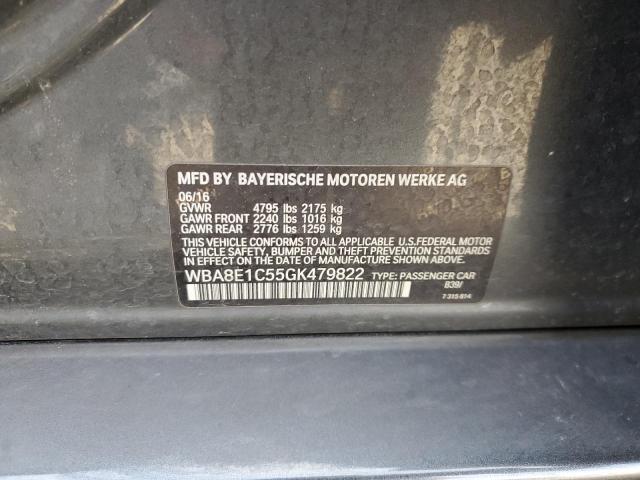 MFD BY BAYERISCHE MOTOREN WERKE AG
06/16
GVWR 4795 lbs 2175 kg
GAWR FRONT 2240 lbs 1016 kg
GAWR REAR 2776 lbs 1259 kg
THIS VEHICLE CONFORMS TO ALL APPLICABLE U.S.FEDERAL MOTOR
VEHICLE SAFETY, BUMPER AND THEFT PREVENTION STANDARDS
IN EFFECT ON THE DATE OF MANUFACTURE SHOWN ABOVE.
WBA8E1C55GK479822 TYPE: PASSENGER CAR
B39/
7 315 814